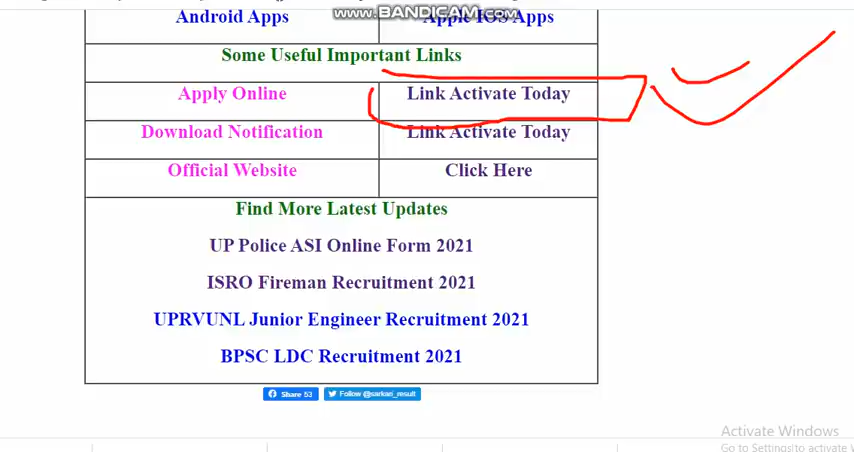 www.BANDICAM.com
Android Apps Apple IOS Apps
Some Useful Important Links
Apply Online Link Activate Today
Download Notification Link Activate Today
Official Website Click Here
Find More Latest Updates
UP Police ASI Online Form 2021
ISRO Fireman Recruitment 2021
UPRVUNL Junior Engineer Recruitment 2021
BPSC LDC Recruitment 2021
Share 53 Follow @sarkari_result
Activate Windows
Go to Settings to activate W